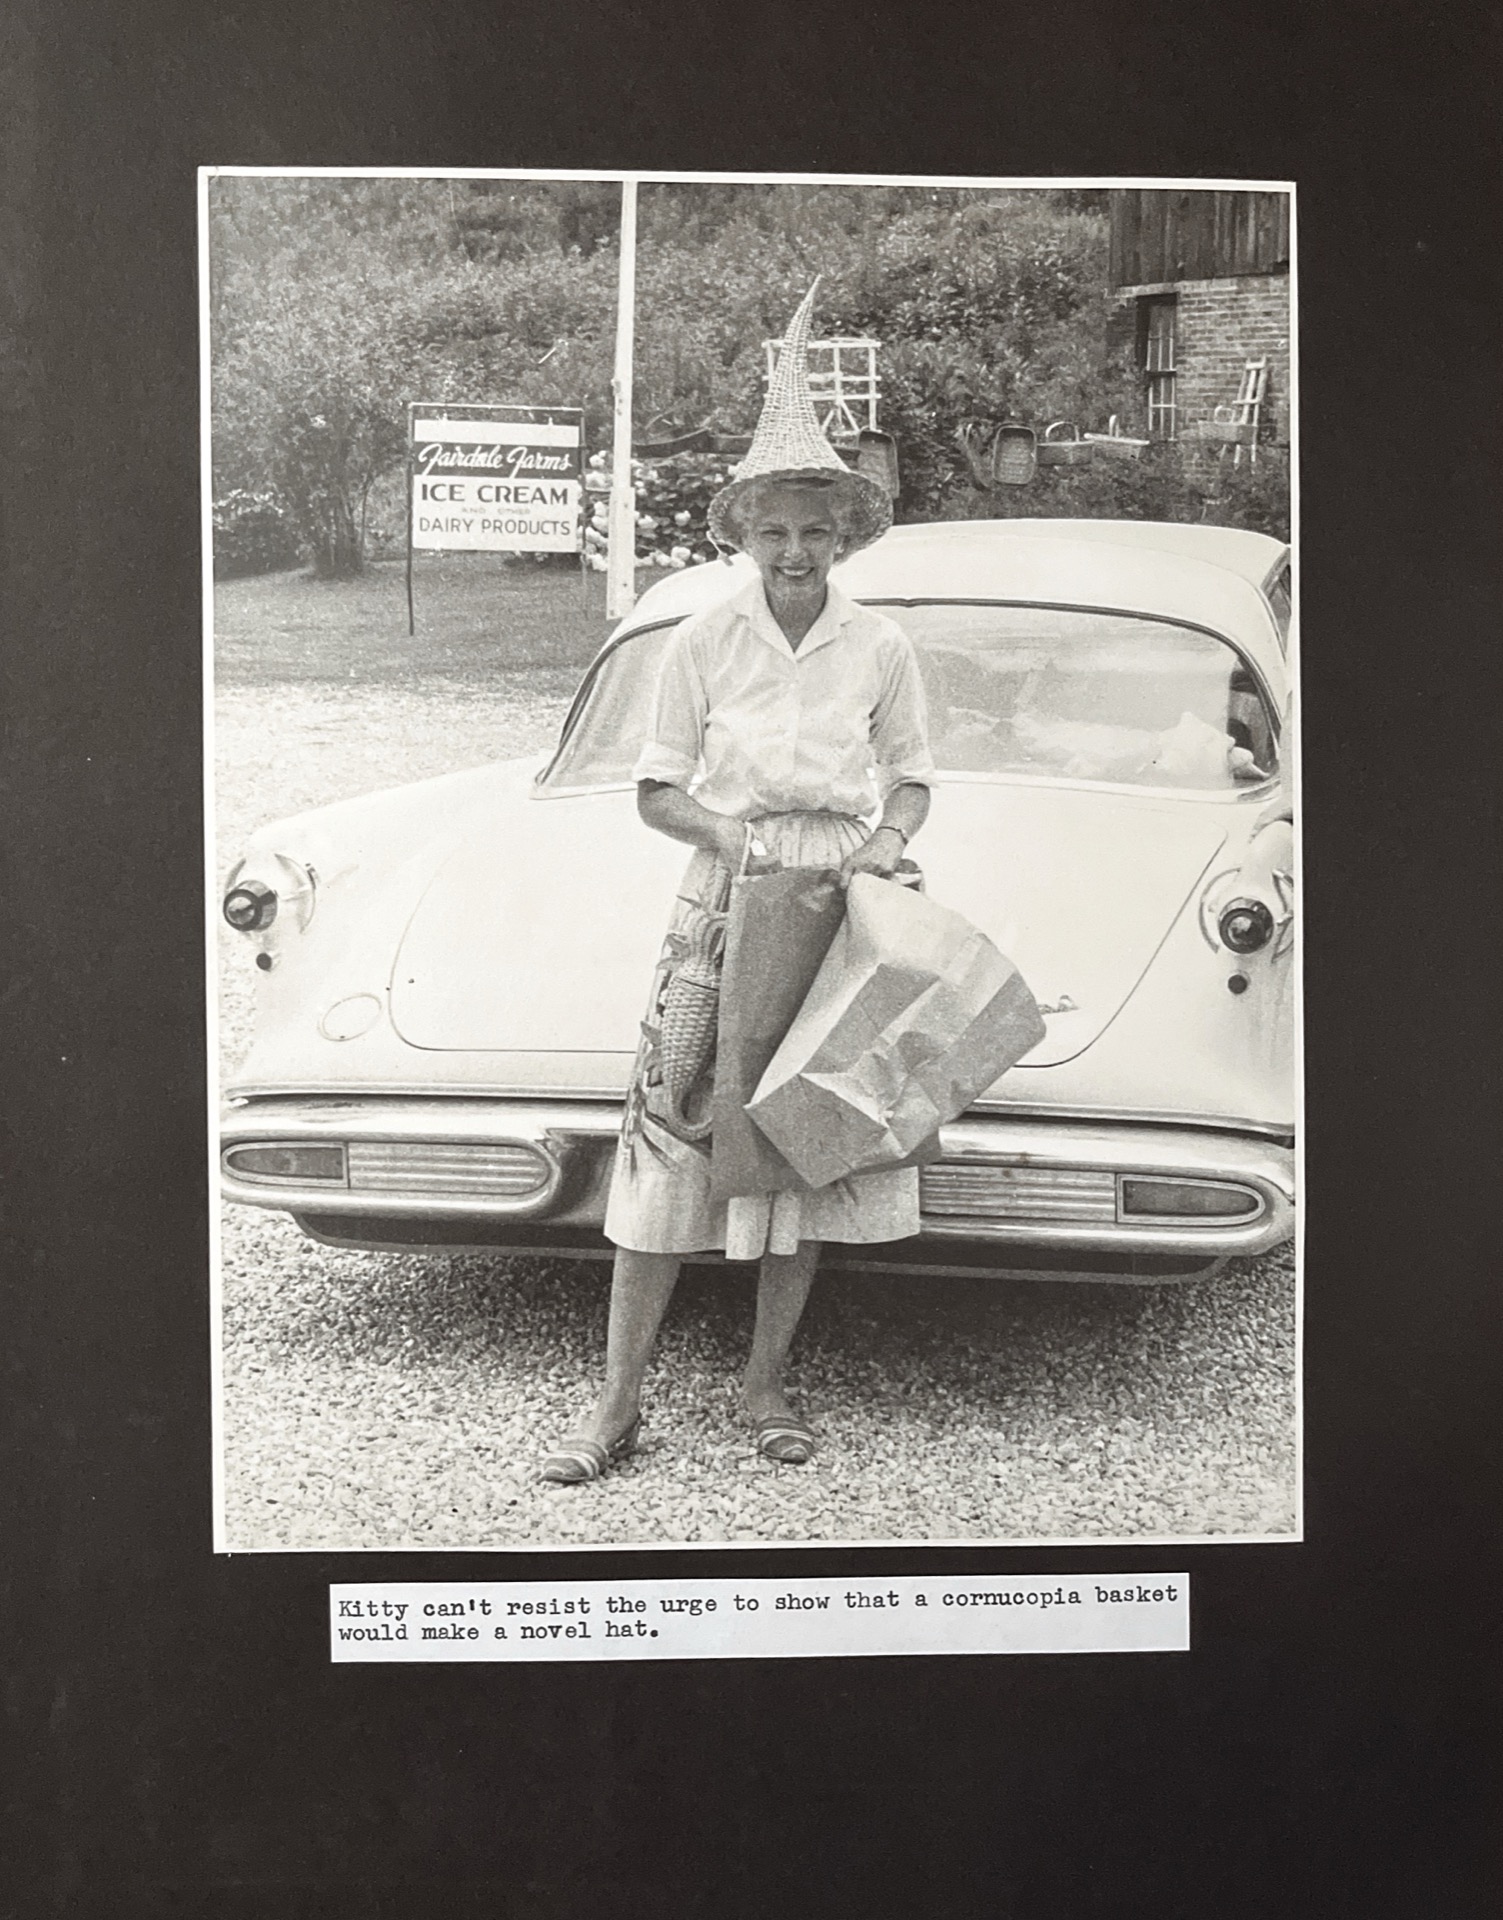 Fairdale Farms
ICE CREAM
AND OTHER
DAIRY PRODUCTS
Kitty can't resist the urge to show that a cornucopia basket
would make a novel hat.